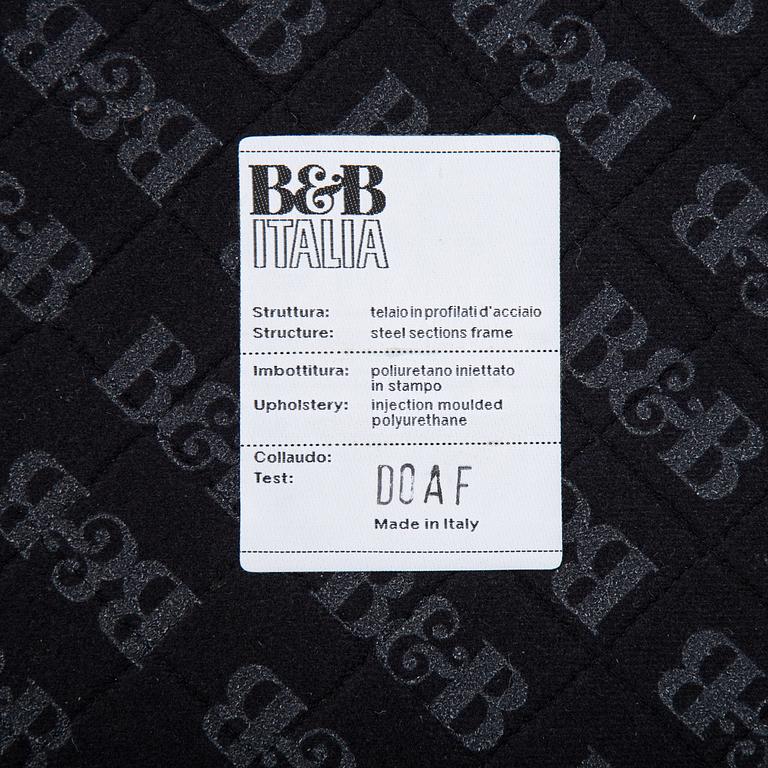 B&B
ITALIA
Struttura: telaio in profilati d'acciaio
Structure: steel sections frame
Imbottitura: poliuretano iniettato
in stampo
Upholstery: injection moulded
polyurethane
Collaudo:
Test: DOAF
Made in Italy